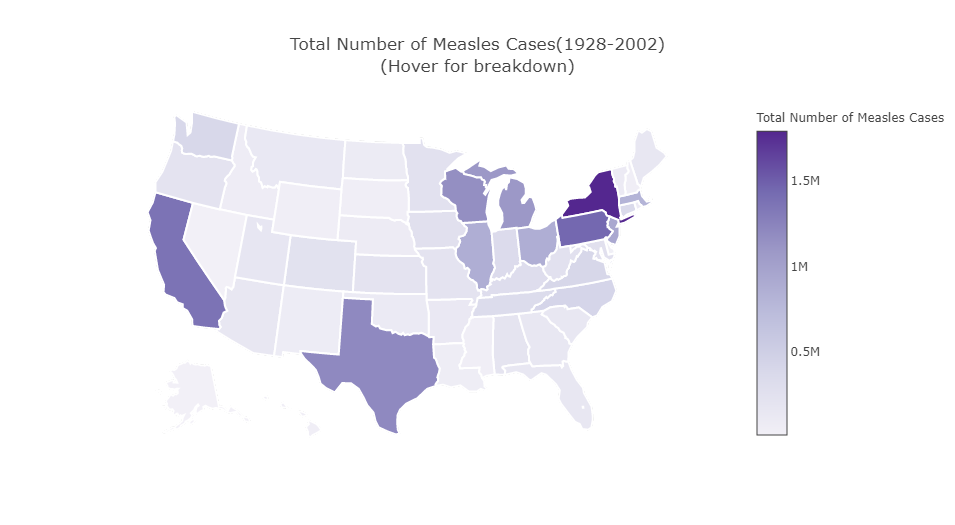 Total Number of Measles Cases(1928-2002)
(Hover for breakdown)
Total Number of Measles Cases
1.5M
1M
0.5M